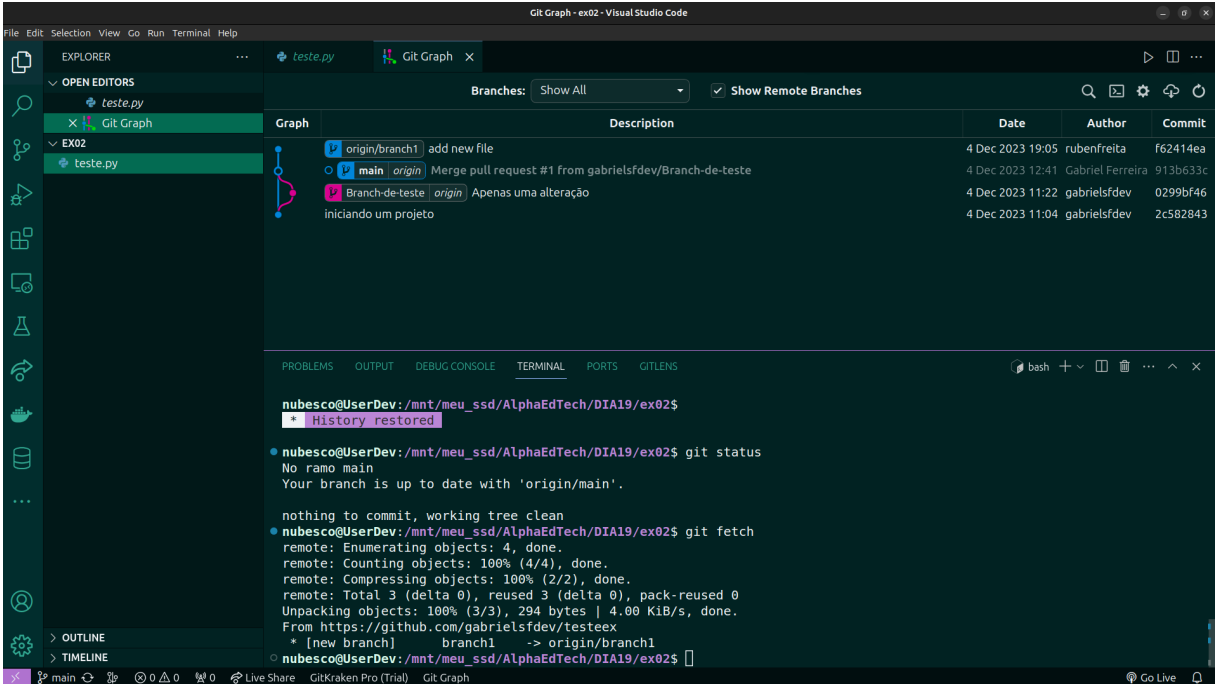 Git Graph - ex02 - Visual Studio Code
File Edit Selection View Go Run Terminal Help
EXPLORER
OPEN EDITORS
teste.py
Git Graph
EX02
teste.py
OUTLINE
TIMELINE
teste.py Git Graph
Branches: Show All Show Remote Branches
Graph Description Date Author Commit
origin/branch1 add new file 4 Dec 2023 19:05 rubenfreita f62414ea
main origin Merge pull request #1 from gabrielsfdev/Branch-de-teste 4 Dec 2023 12:41 Gabriel Ferreira 913b633c
Branch-de-teste origin Apenas uma alteração 4 Dec 2023 11:22 gabrielsfdev 0299bf46
iniciando um projeto 4 Dec 2023 11:04 gabrielsfdev 2c582843
PROBLEMS OUTPUT DEBUG CONSOLE TERMINAL PORTS GITLENS bash
nubesco@UserDev:/mnt/meu_ssd/AlphaEdTech/DIA19/ex02$
* History restored
nubesco@UserDev:/mnt/meu_ssd/AlphaEdTech/DIA19/ex02$ git status
No ramo main
Your branch is up to date with 'origin/main'.
nothing to commit, working tree clean
nubesco@UserDev:/mnt/meu_ssd/AlphaEdTech/DIA19/ex02$ git fetch
remote: Enumerating objects: 4, done.
remote: Counting objects: 100% (4/4), done.
remote: Compressing objects: 100% (2/2), done.
remote: Total 3 (delta 0), reused 3 (delta 0), pack-reused 0
Unpacking objects: 100% (3/3), 294 bytes | 4.00 KiB/s, done.
From https://github.com/gabrielsfdev/testeex
* [new branch] branch1 -> origin/branch1
nubesco@UserDev:/mnt/meu_ssd/AlphaEdTech/DIA19/ex02$
main 0 0 0 Live Share GitKraken Pro (Trial) Git Graph Go Live